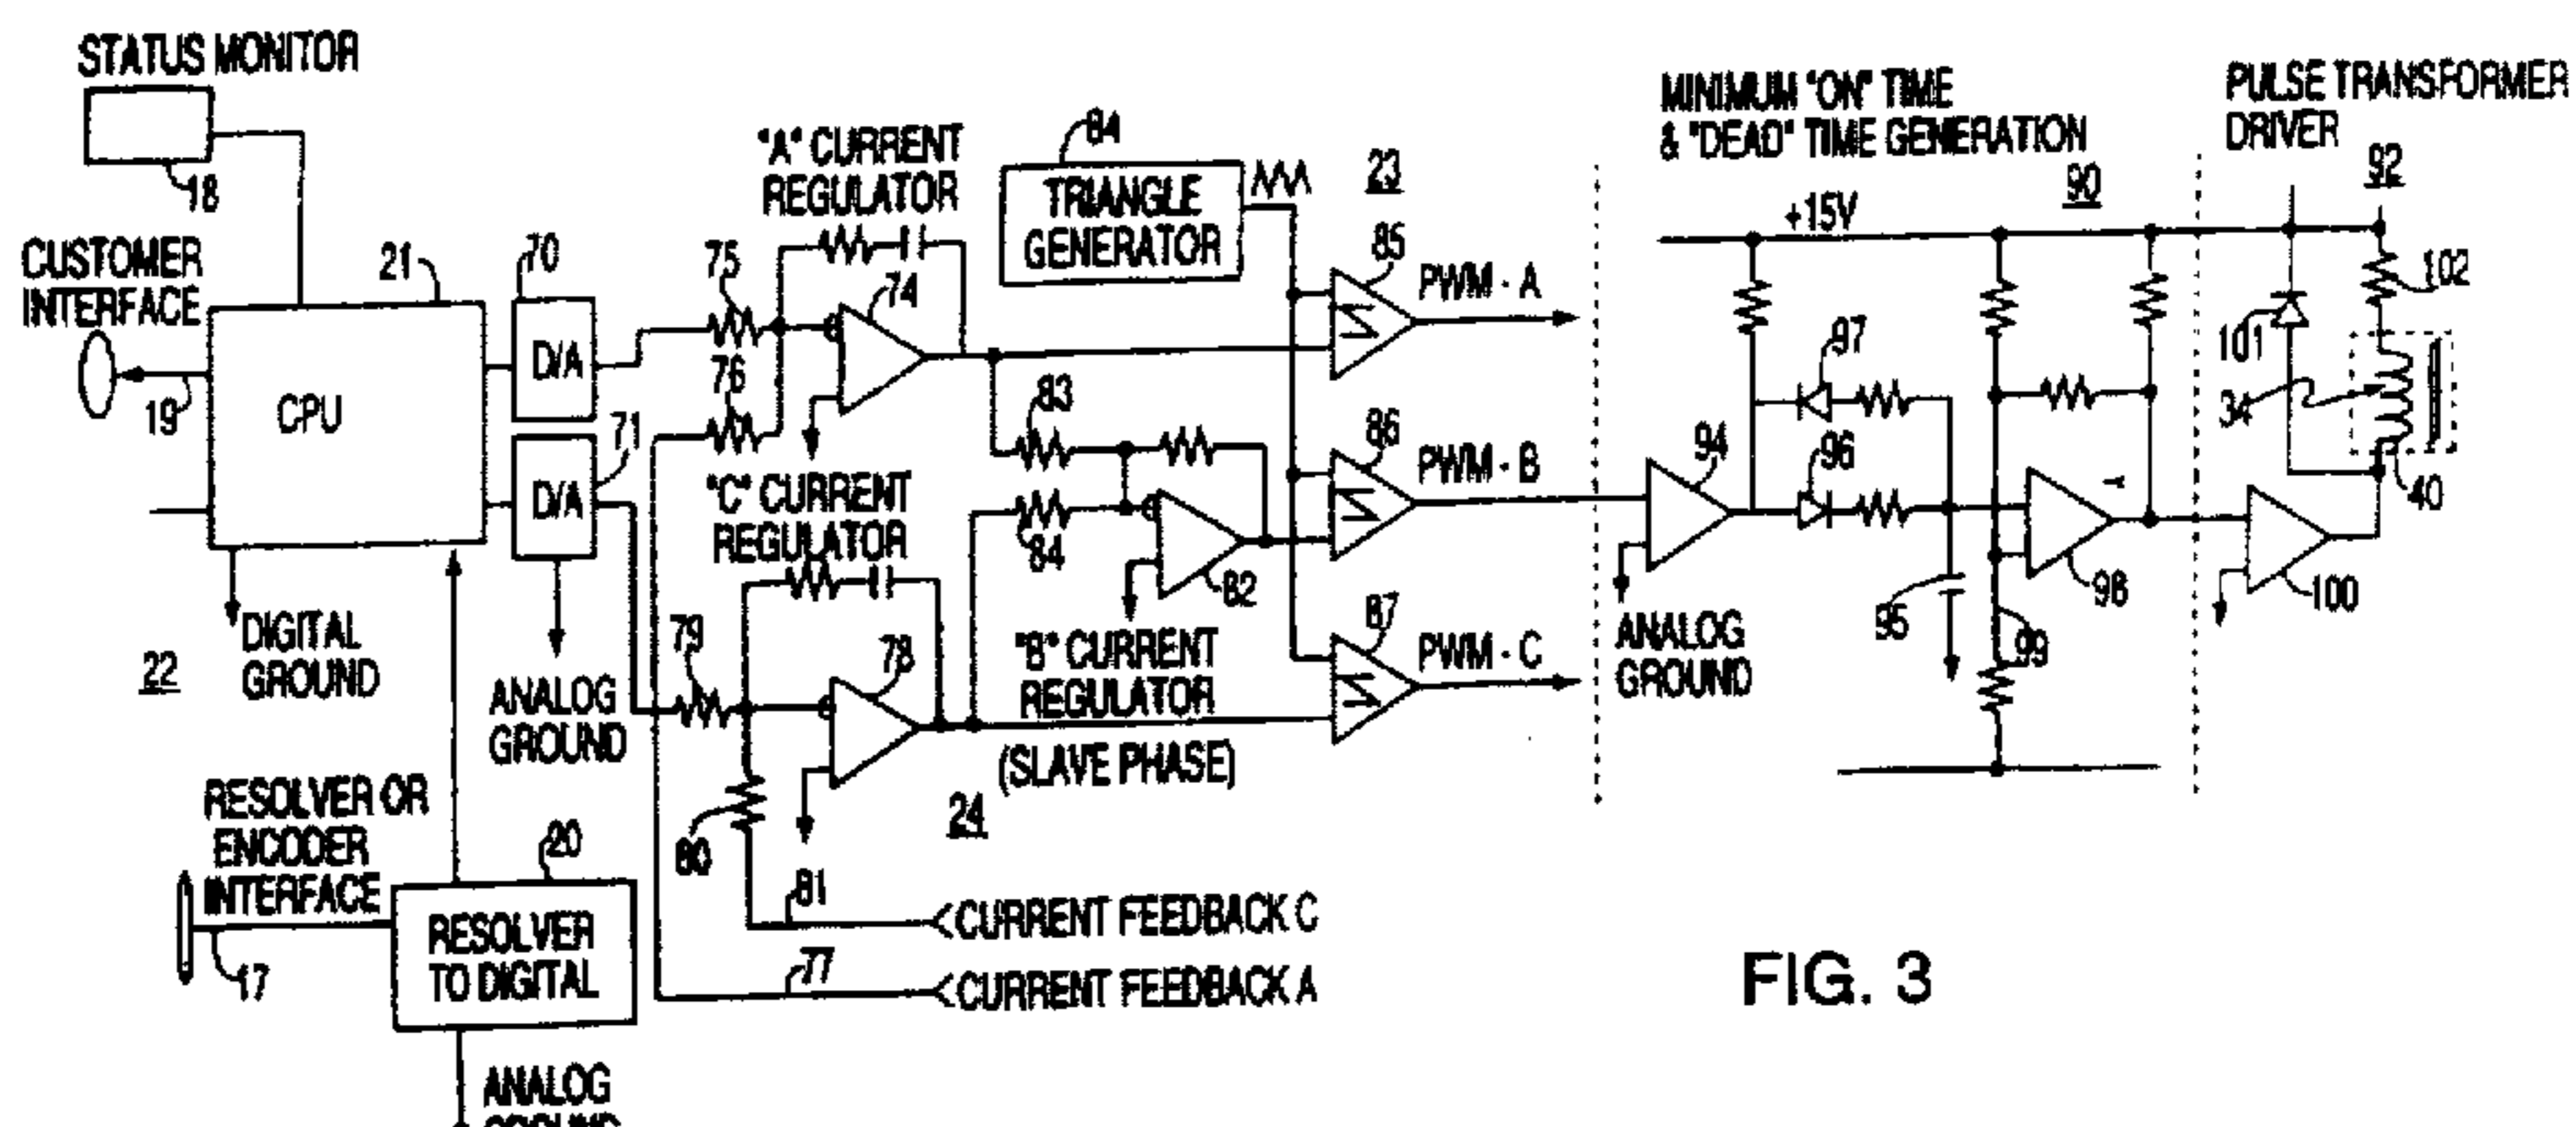 STATUS MONITOR
18
CUSTOMER
INTERFACE
19
21
CPU
22
DIGITAL
GROUND
70
D/A
71
D/A
ANALOG
GROUND
RESOLVER OR
ENCODER
INTERFACE
17
20
RESOLVER
TO DIGITAL
ANALOG
GROUND
"A" CURRENT
REGULATOR
75
76
74
"C" CURRENT
REGULATOR
79
80
78
81
77
CURRENT FEEDBACK C
CURRENT FEEDBACK A
24
84
TRIANGLE
GENERATOR
23
83
84
82
"B" CURRENT
REGULATOR
(SLAVE PHASE)
85
PWM - A
86
PWM - B
87
PWM - C
MINIMUM "ON" TIME
& "DEAD" TIME GENERATION
90
+15V
97
96
94
ANALOG
GROUND
95
99
98
PULSE TRANSFORMER
DRIVER
92
102
101
34
40
100
FIG. 3